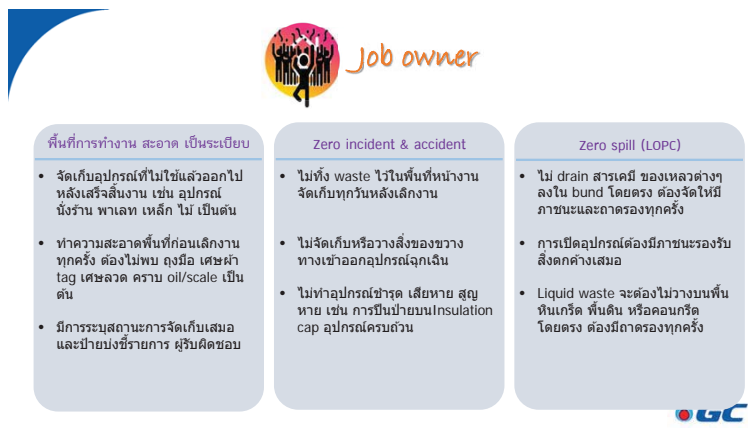 Job owner
พื้นที่การทำงาน สะอาด เป็นระเบียบ
• จัดเก็บอุปกรณ์ที่ไม่ใช้แล้วออกไป
หลังเสร็จสิ้นงาน เช่น อุปกรณ์
นั่งร้าน พาเลท เหล็ก ไม้ เป็นต้น
• ทำความสะอาดพื้นที่ก่อนเลิกงาน
ทุกครั้ง ต้องไม่พบ ถุงมือ เศษผ้า
tag เศษลวด คราบ oil/scale เป็น
ต้น
• มีการระบุสถานะการจัดเก็บเสมอ
และป้ายบ่งชี้รายการ ผู้รับผิดชอบ
Zero incident & accident
• ไม่ทิ้ง waste ไว้ในพื้นที่หน้างาน
จัดเก็บทุกวันหลังเลิกงาน
• ไม่จัดเก็บหรือวางสิ่งของขวาง
ทางเข้าออกอุปกรณ์ฉุกเฉิน
• ไม่ทำอุปกรณ์ชำรุด เสียหาย สูญ
หาย เช่น การปีนป่ายบนInsulation
cap อุปกรณ์ครบถ้วน
Zero spill (LOPC)
• ไม่ drain สารเคมี ของเหลวต่างๆ
ลงใน bund โดยตรง ต้องจัดให้มี
ภาชนะและถาดรองทุกครั้ง
• การเปิดอุปกรณ์ต้องมีภาชนะรองรับ
สิ่งตกค้างเสมอ
• Liquid waste จะต้องไม่วางบนพื้น
หินเกร็ด พื้นดิน หรือคอนกรีต
โดยตรง ต้องมีถาดรองทุกครั้ง
GC